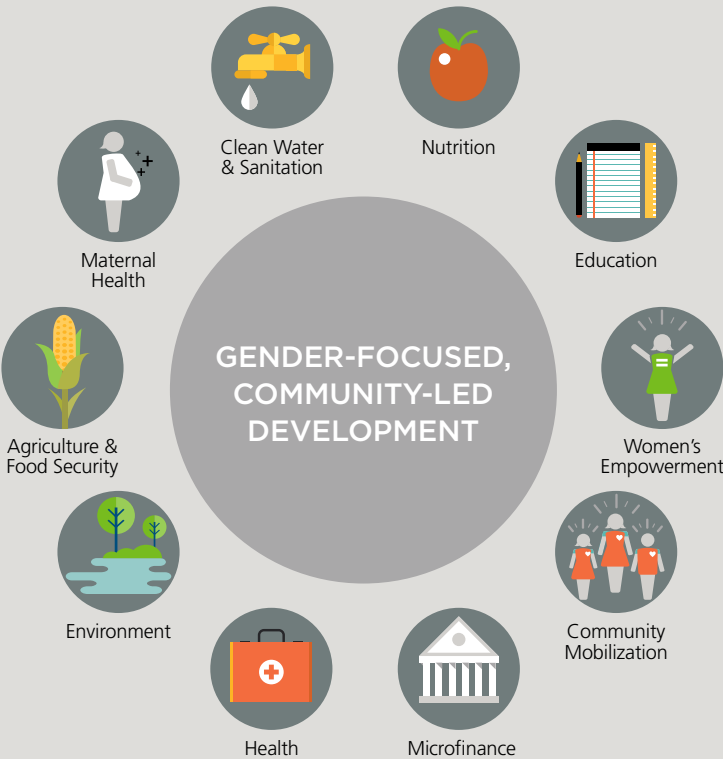 Clean Water
& Sanitation
Nutrition
Maternal
Health
Education
GENDER-FOCUSED,
COMMUNITY-LED
DEVELOPMENT
Agriculture &
Food Security
Women’s
Empowerment
Environment
Community
Mobilization
Health
Microfinance